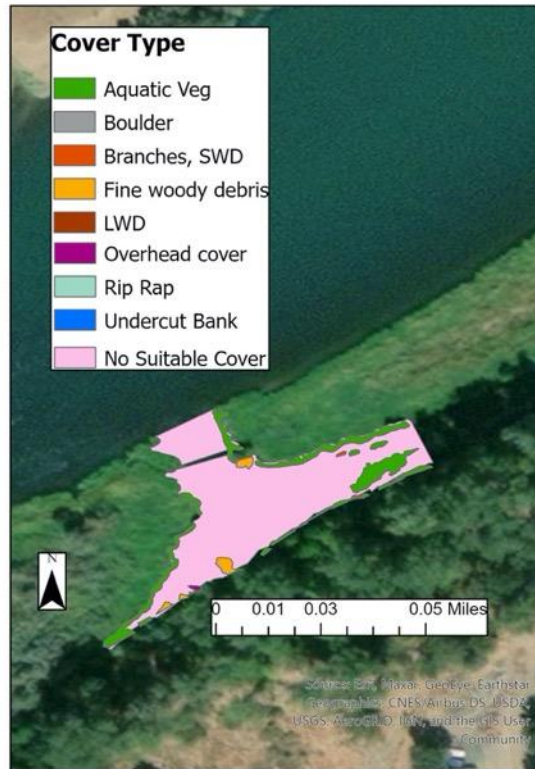 Cover Type
Aquatic Veg
Boulder
Branches, SWD
Fine woody debris
LWD
Overhead cover
Rip Rap
Undercut Bank
No Suitable Cover
N
0 0.01 0.03 0.05 Miles
Source: Esri, Maxar, GeoEye, Earthstar
Geographics, CNES/Airbus DS, USDA,
USGS, AeroGRID, IGN, and the GIS User
Community